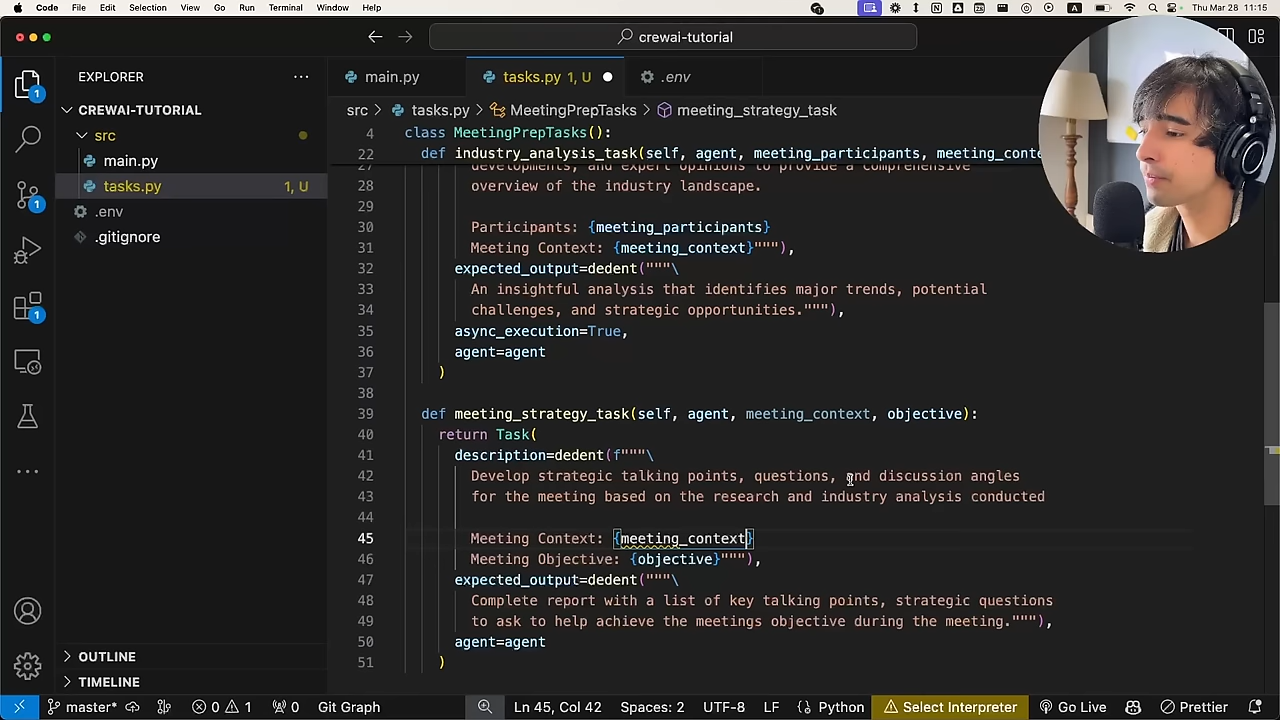 Code File Edit Selection View Go Run Terminal Window Help Thu Mar 28 11:15
crewai-tutorial
EXPLORER
main.py tasks.py 1, U .env
CREWAI-TUTORIAL
src
main.py
tasks.py 1, U
.env
.gitignore
OUTLINE
TIMELINE
src > tasks.py > MeetingPrepTasks > meeting_strategy_task
4 class MeetingPrepTasks():
22 def industry_analysis_task(self, agent, meeting_participants, meeting_conte
27 developments, and expert opinions to provide a comprehensive
28 overview of the industry landscape.
29
30 Participants: {meeting_participants}
31 Meeting Context: {meeting_context}"""),
32 expected_output=dedent("""\
33 An insightful analysis that identifies major trends, potential
34 challenges, and strategic opportunities."""),
35 async_execution=True,
36 agent=agent
37 )
38
39 def meeting_strategy_task(self, agent, meeting_context, objective):
40 return Task(
41 description=dedent(f"""\
42 Develop strategic talking points, questions, and discussion angles
43 for the meeting based on the research and industry analysis conducted
44
45 Meeting Context: {meeting_context}
46 Meeting Objective: {objective}"""),
47 expected_output=dedent("""\
48 Complete report with a list of key talking points, strategic questions
49 to ask to help achieve the meetings objective during the meeting."""),
50 agent=agent
51 )
master* 0 1 0 Git Graph Ln 45, Col 42 Spaces: 2 UTF-8 LF Python Select Interpreter Go Live Prettier